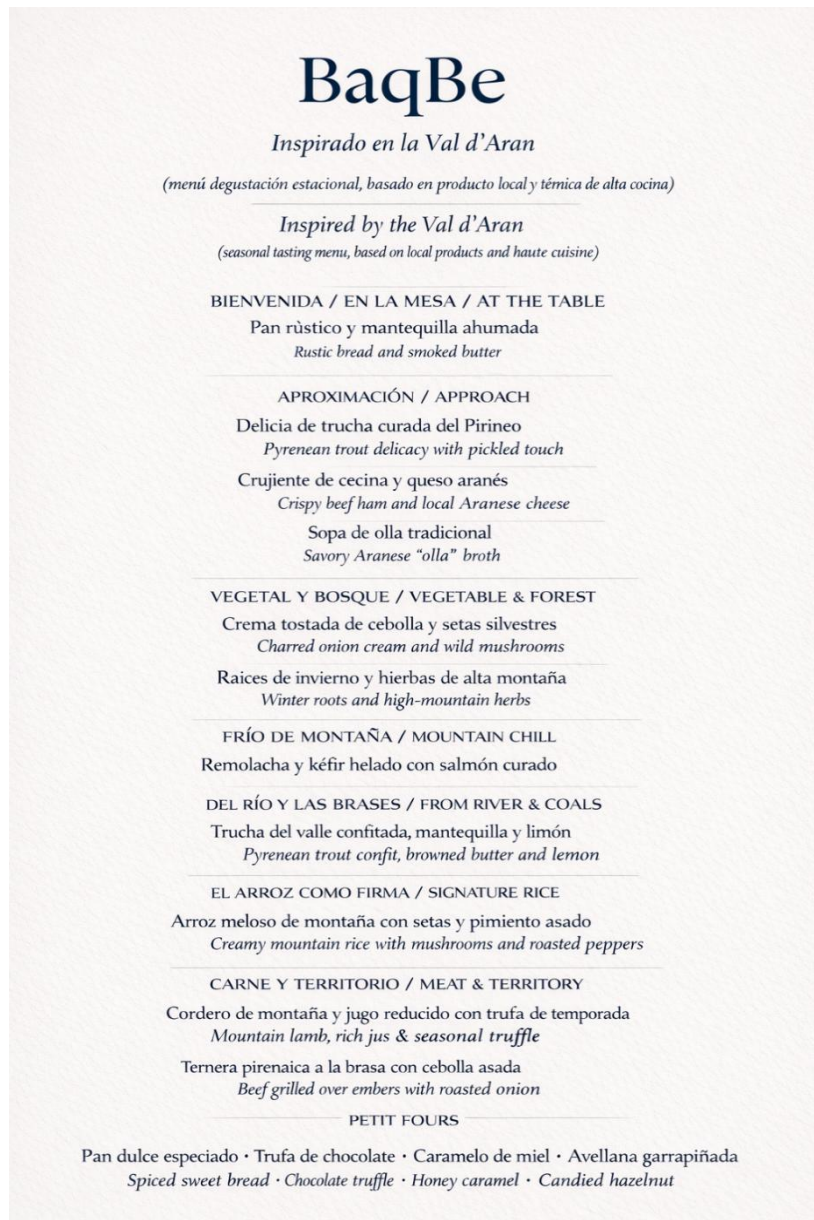 BaqBe
Inspirado en la Val d’Aran
(menú degustación estacional, basado en producto local y térmica de alta cocina)
Inspired by the Val d’Aran
(seasonal tasting menu, based on local products and haute cuisine)
BIENVENIDA / EN LA MESA / AT THE TABLE
Pan rùstico y mantequilla ahumada
Rustic bread and smoked butter
APROXIMACIÓN / APPROACH
Delicia de trucha curada del Pirineo
Pyrenean trout delicacy with pickled touch
Crujiente de cecina y queso aranés
Crispy beef ham and local Aranese cheese
Sopa de olla tradicional
Savory Aranese “olla” broth
VEGETAL Y BOSQUE / VEGETABLE & FOREST
Crema tostada de cebolla y setas silvestres
Charred onion cream and wild mushrooms
Raices de invierno y hierbas de alta montaña
Winter roots and high-mountain herbs
FRÍO DE MONTAÑA / MOUNTAIN CHILL
Remolacha y kéfir helado con salmón curado
DEL RÍO Y LAS BRASES / FROM RIVER & COALS
Trucha del valle confitada, mantequilla y limón
Pyrenean trout confit, browned butter and lemon
EL ARROZ COMO FIRMA / SIGNATURE RICE
Arroz meloso de montaña con setas y pimiento asado
Creamy mountain rice with mushrooms and roasted peppers
CARNE Y TERRITORIO / MEAT & TERRITORY
Cordero de montaña y jugo reducido con trufa de temporada
Mountain lamb, rich jus & seasonal truffle
Ternera pirenaica a la brasa con cebolla asada
Beef grilled over embers with roasted onion
PETIT FOURS
Pan dulce especiado · Trufa de chocolate · Caramelo de miel · Avellana garrapiñada
Spiced sweet bread · Chocolate truffle · Honey caramel · Candied hazelnut